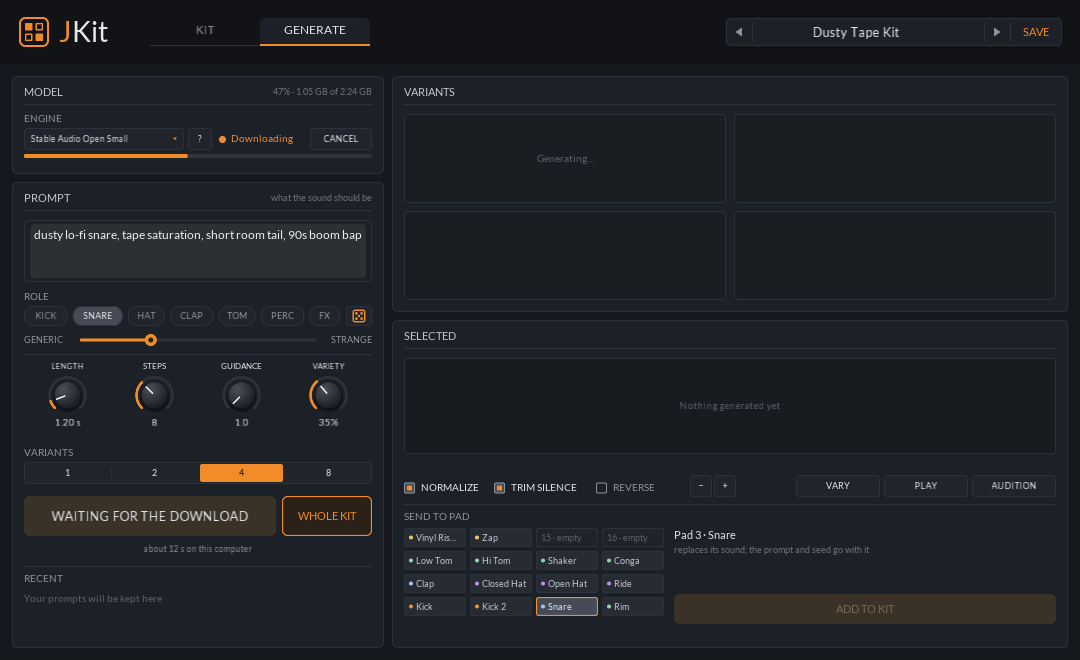 JKit
KIT
GENERATE
Dusty Tape Kit
SAVE
MODEL
47% · 1.05 GB of 2.24 GB
ENGINE
Stable Audio Open Small
?
Downloading
CANCEL
PROMPT
what the sound should be
dusty lo-fi snare, tape saturation, short room tail, 90s boom bap
ROLE
KICK
SNARE
HAT
CLAP
TOM
PERC
FX
GENERIC
STRANGE
LENGTH
STEPS
GUIDANCE
VARIETY
1.20 s
8
1.0
35%
VARIANTS
1
2
4
8
WAITING FOR THE DOWNLOAD
WHOLE KIT
about 12 s on this computer
RECENT
Your prompts will be kept here
VARIANTS
Generating...
SELECTED
Nothing generated yet
NORMALIZE
TRIM SILENCE
REVERSE
-
+
VARY
PLAY
AUDITION
SEND TO PAD
Vinyl Ris...
Zap
15 · empty
16 · empty
Low Tom
Hi Tom
Shaker
Conga
Clap
Closed Hat
Open Hat
Ride
Kick
Kick 2
Snare
Rim
Pad 3 · Snare
replaces its sound; the prompt and seed go with it
ADD TO KIT